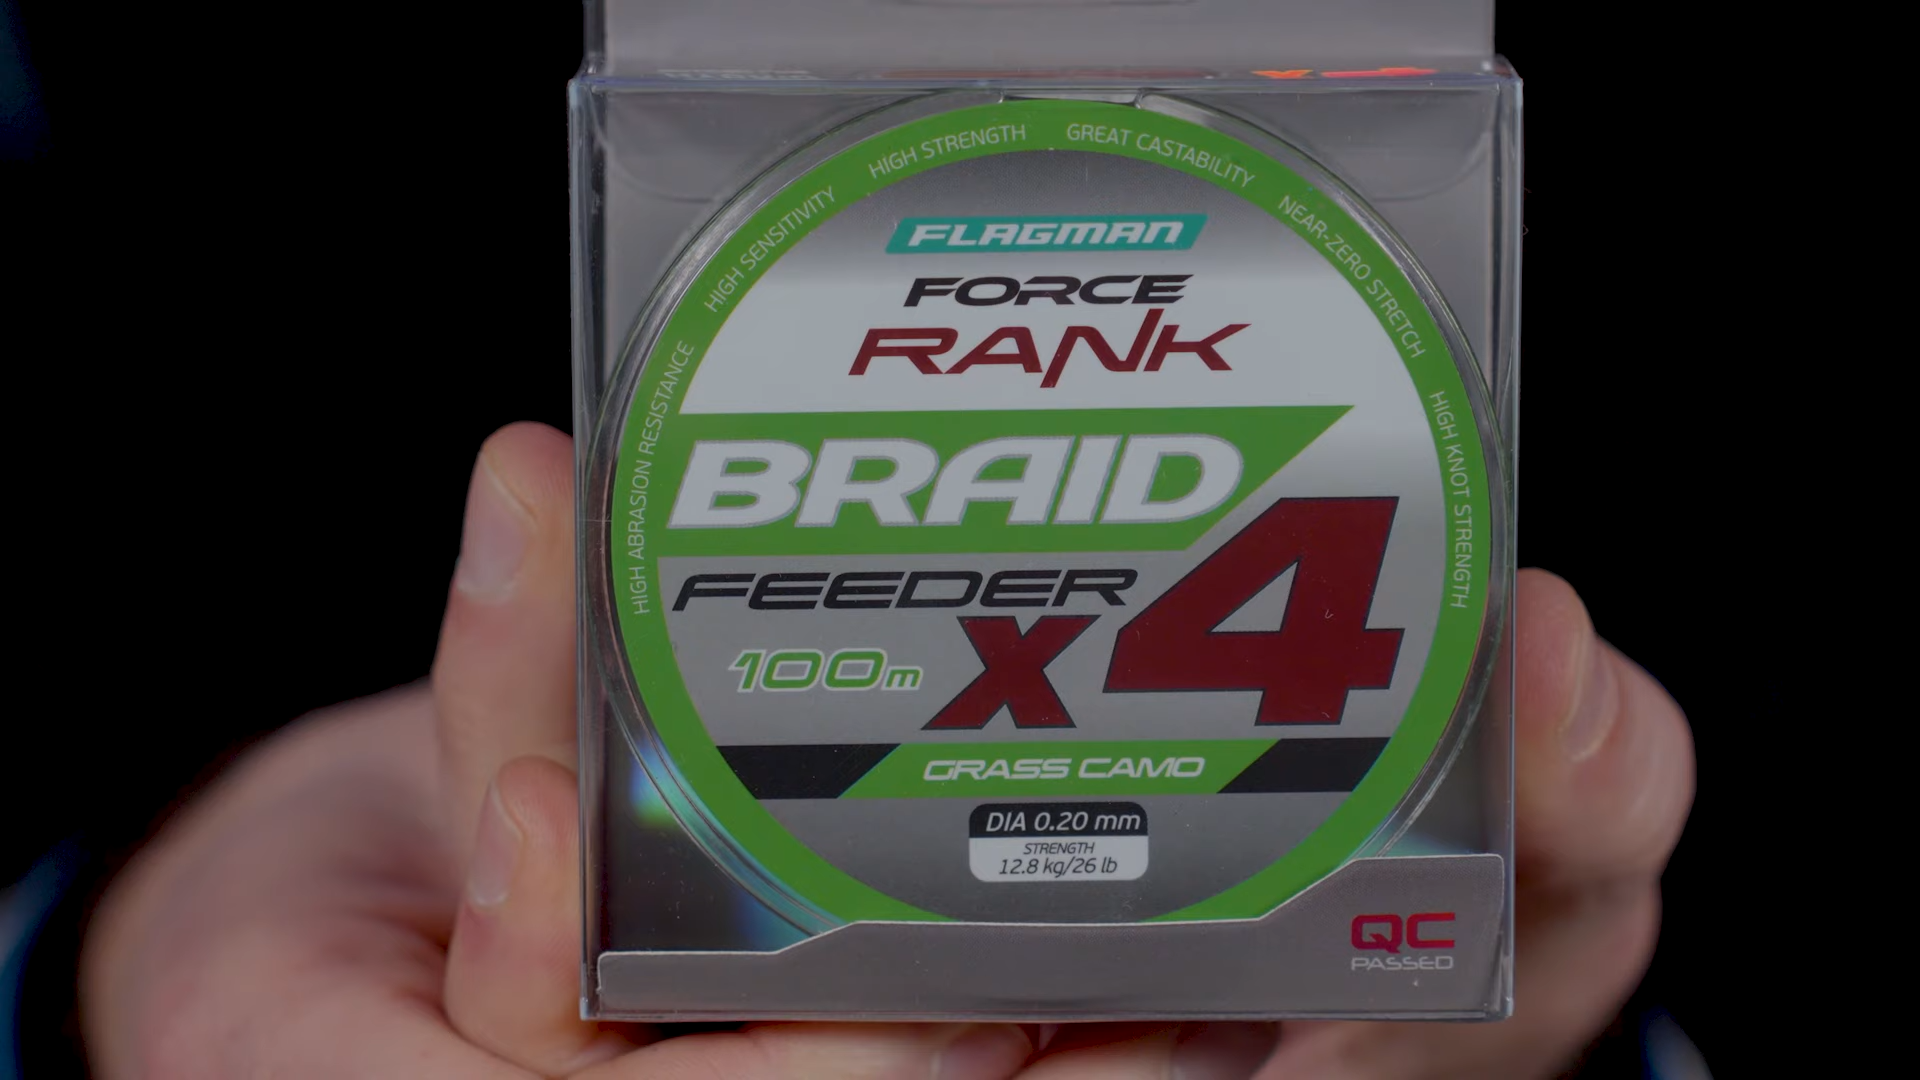 HIGH ABRASION RESISTANCE
HIGH SENSITIVITY
HIGH STRENGTH
GREAT CASTABILITY
NEAR-ZERO STRETCH
HIGH KNOT STRENGTH
FLAGMAN
FORCE
RANK
BRAID
FEEDER
100m
x4
GRASS CAMO
DIA 0.20 mm
STRENGTH
12.8 kg/26 lb
QC
PASSED